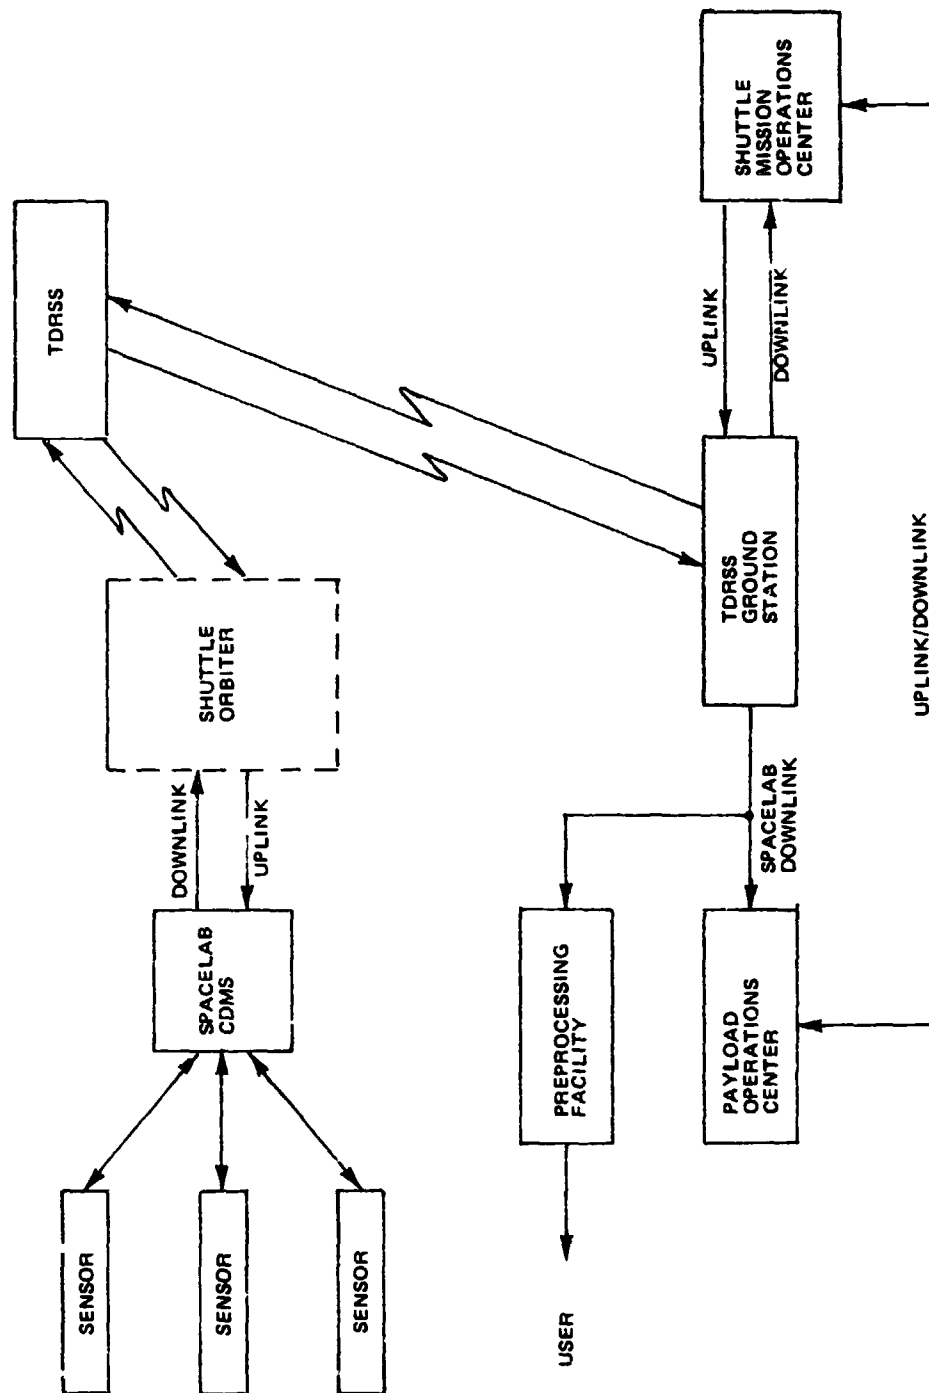 SENSOR
SENSOR
SENSOR
SPACELAB
CDMS
DOWNLINK
UPLINK
SHUTTLE
ORBITER
TDRSS
USER
PREPROCESSING
FACILITY
PAYLOAD
OPERATIONS
CENTER
SPACELAB
DOWNLINK
TDRSS
GROUND
STATION
UPLINK
DOWNLINK
SHUTTLE
MISSION
OPERATIONS
CENTER
UPLINK/DOWNLINK